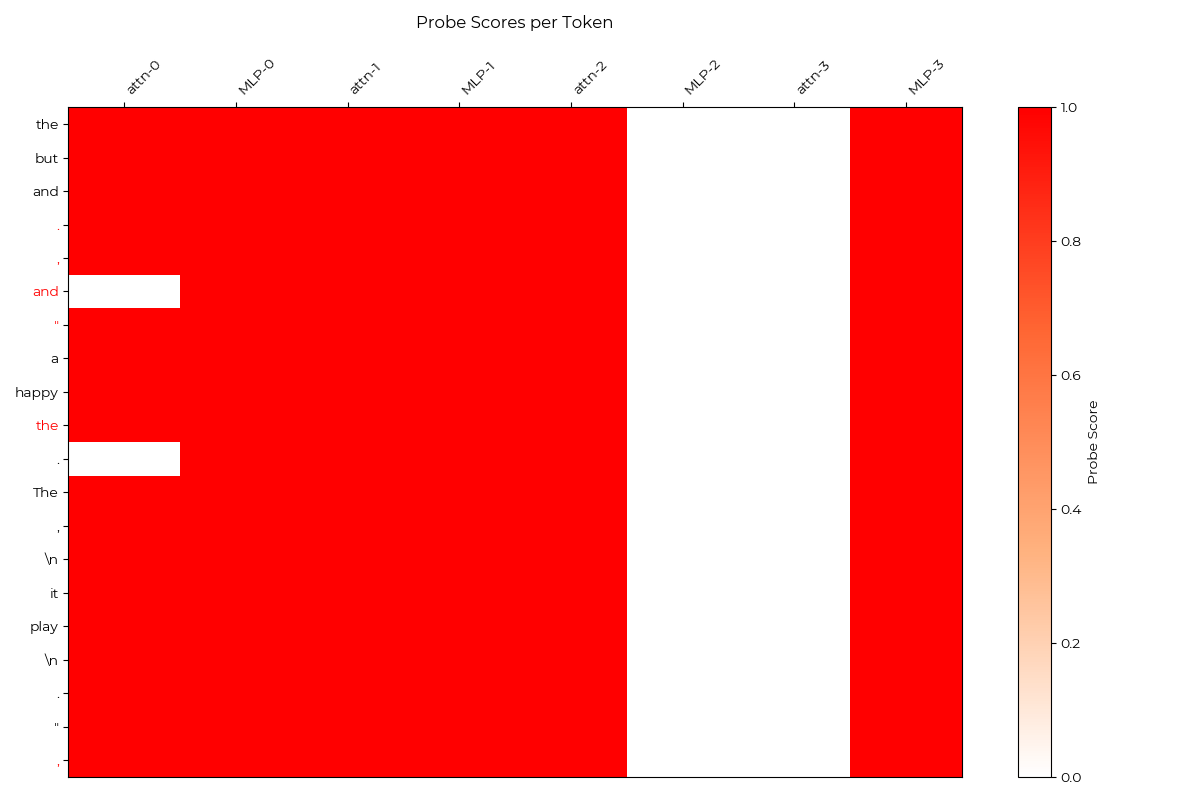 Probe Scores per Token
attn-0 MLP-0 attn-1 MLP-1 attn-2 MLP-2 attn-3 MLP-3
the
but
and
.
,
and
"
a
happy
the
.
The
,
\n
it
play
\n
.
"
,
1.0
0.8
0.6
0.4
0.2
0.0
Probe Score